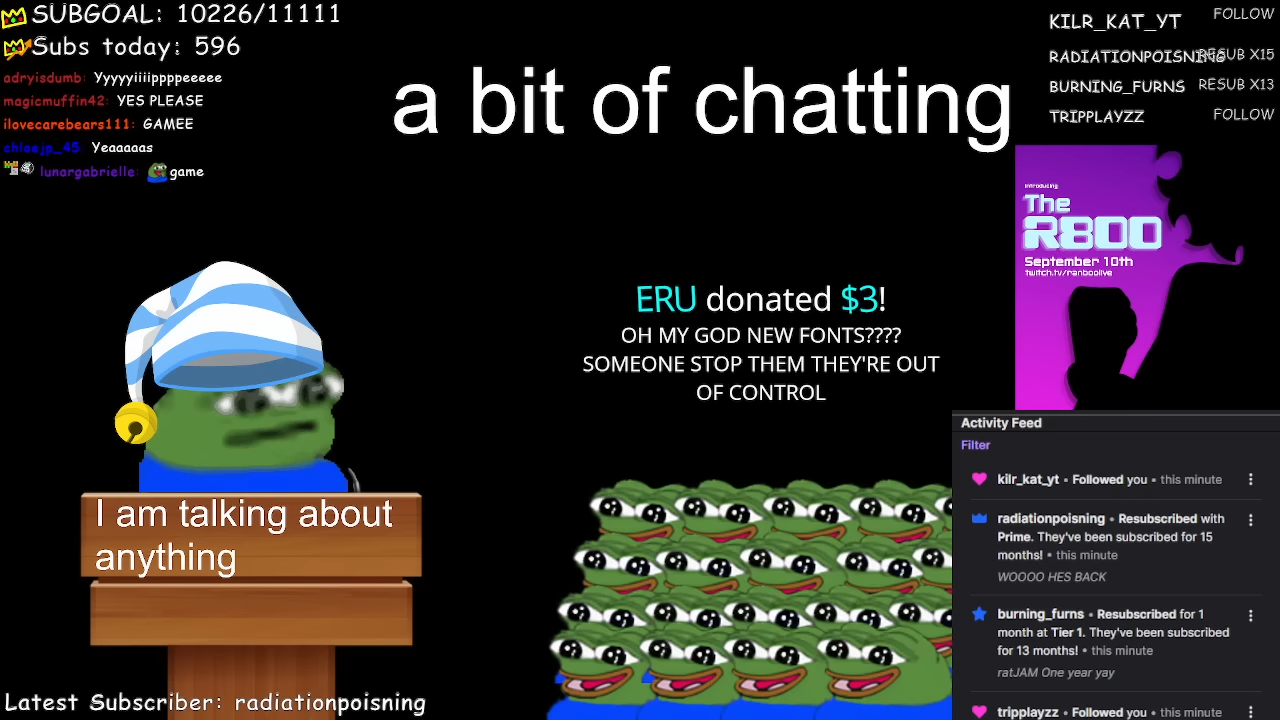 SUBGOAL: 10226/11111
Subs today: 596
adryisdumb: Yyyyyiiiippppeeeee
magicmuffin42: YES PLEASE
ilovecarebears111: GAMEE
chloejp_45 Yeaaaaas
lunargabrielle: game
a bit of chatting
KILR_KAT_YT FOLLOW
RADIATIONPOISNING RESUB X15
BURNING_FURNS RESUB X13
TRIPPLAYZZ FOLLOW
Introducing
The
R800
September 10th
twitch.tv/ranboolive
ERU donated $3!
OH MY GOD NEW FONTS????
SOMEONE STOP THEM THEY'RE OUT
OF CONTROL
I am talking about
anything
Activity Feed
Filter
kilr_kat_yt • Followed you • this minute
radiationpoisning • Resubscribed with
Prime. They've been subscribed for 15
months! • this minute
WOOOO HES BACK
burning_furns • Resubscribed for 1
month at Tier 1. They've been subscribed
for 13 months! • this minute
ratJAM One year yay
tripplayzz • Followed you • this minute
Latest Subscriber: radiationpoisning